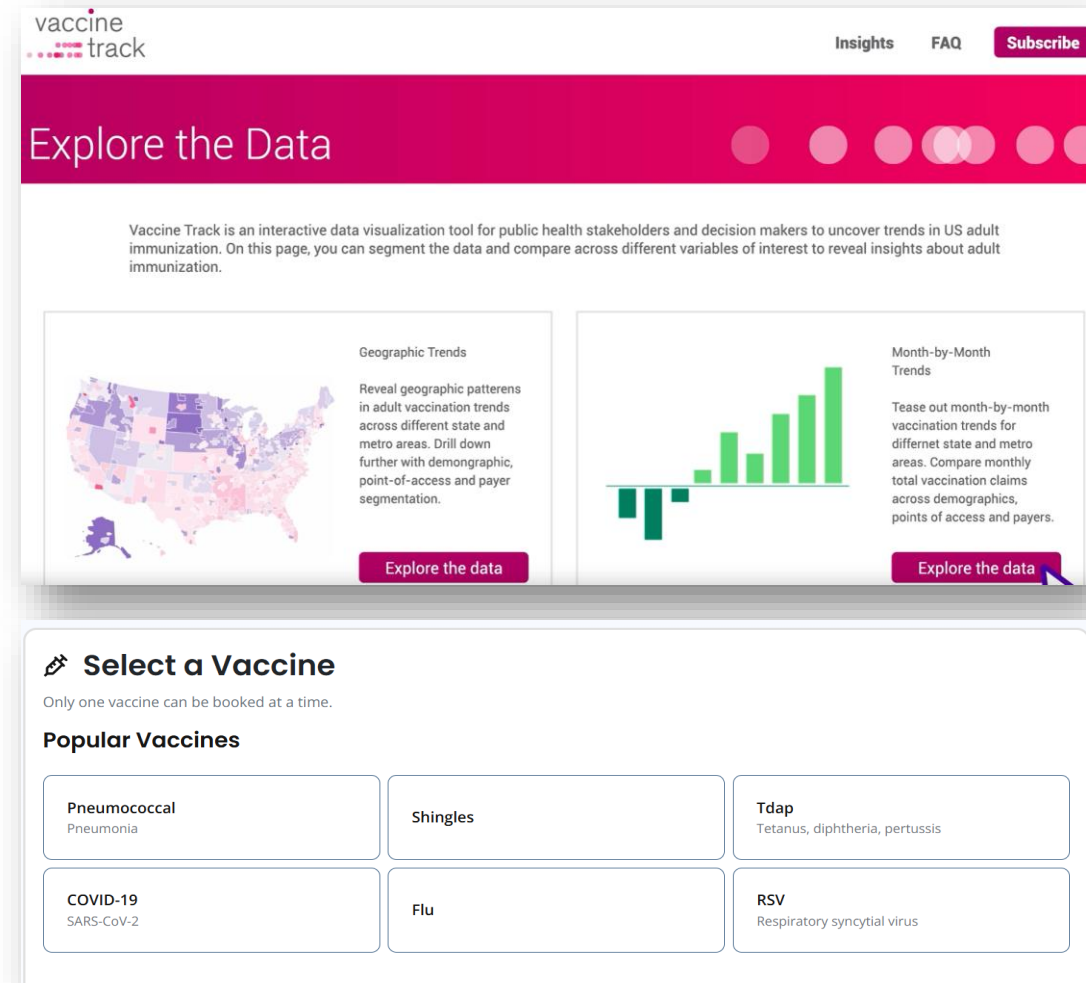 vaccine
track
Insights FAQ Subscribe
Explore the Data
Vaccine Track is an interactive data visualization tool for public health stakeholders and decision makers to uncover trends in US adult
immunization. On this page, you can segment the data and compare across different variables of interest to reveal insights about adult
immunization.
Geographic Trends
Reveal geographic patterens
in adult vaccination trends
across different state and
metro areas. Drill down
further with demongraphic,
point-of-access and payer
segmentation.
Explore the data
Month-by-Month
Trends
Tease out month-by-month
vaccination trends for
differnet state and metro
areas. Compare monthly
total vaccination claims
across demographics,
points of access and payers.
Explore the data
Select a Vaccine
Only one vaccine can be booked at a time.
Popular Vaccines
Pneumococcal
Pneumonia
Shingles
Tdap
Tetanus, diphtheria, pertussis
COVID-19
SARS-CoV-2
Flu
RSV
Respiratory syncytial virus